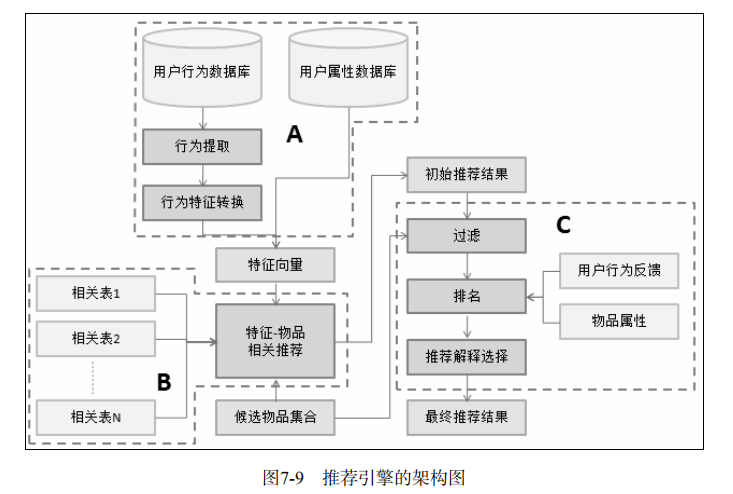 用户行为数据库
用户属性数据库
行为提取
A
行为特征转换
初始推荐结果
过滤
C
特征向量
用户行为反馈
相关表1
排名
特征-物品
相关推荐
物品属性
相关表2
推荐解释选择
B
相关表N
候选物品集合
最终推荐结果
图7-9 推荐引擎的架构图